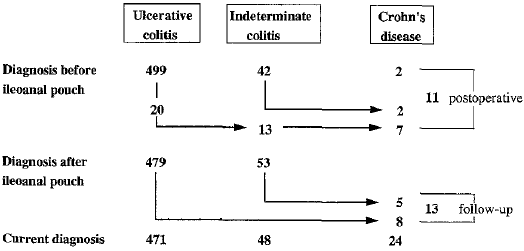 Ulcerative Indeterminate Crohn's
colitis colitis disease
Diagnosis before 499 42 2
ileoanal pouch 11 postoperative
20 2
13 7
Diagnosis after 479 53
ileoanal pouch
5
13 follow-up
8
Current diagnosis 471 48 24